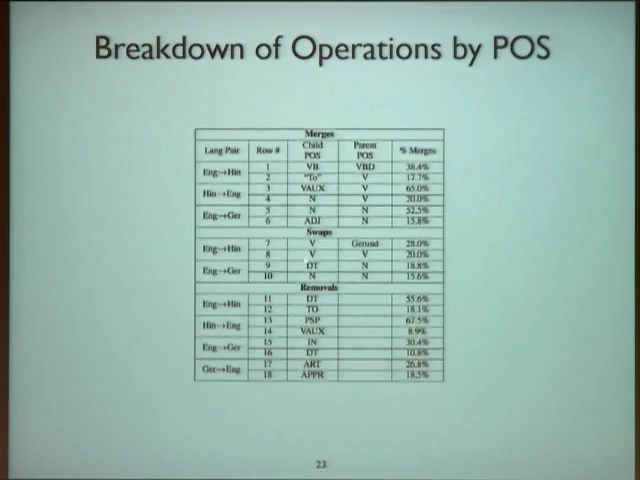 Breakdown of Operations by POS
Merges
Lang Pair Row # Child POS Parent POS % Merges
Eng→Hin 1 VB VBD 38.4%
2 "To" V 17.7%
Hin→Eng 3 VAUX V 65.0%
4 N V 20.0%
Eng→Ger 5 N N 52.5%
6 ADJ N 15.8%
Swaps
Eng→Hin 7 V Gerund 28.0%
8 V V 20.0%
Eng→Ger 9 DT N 18.8%
10 N N 15.6%
Removals
Eng→Hin 11 DT 55.6%
12 TO 18.1%
Hin→Eng 13 PSP 62.5%
14 VAUX 8.9%
Eng→Ger 15 IN 30.4%
16 DT 10.8%
Ger→Eng 17 ART 26.8%
18 APPR 18.5%
23